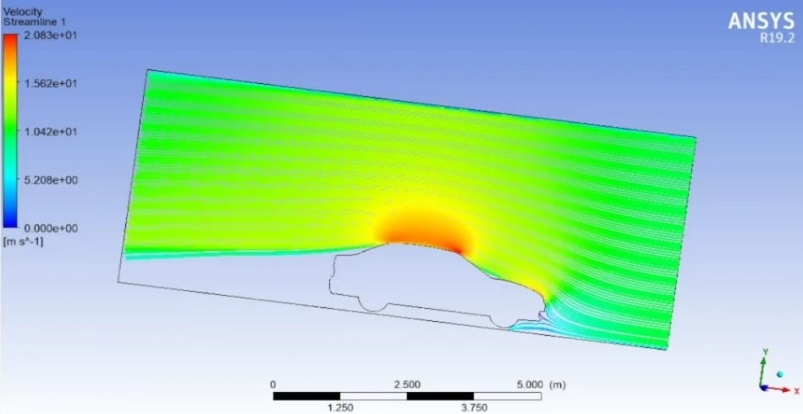 Velocity
Streamline 1
2.083e+01
1.562e+01
1.042e+01
5.208e+00
0.000e+00
[m s^-1]
ANSYS
R19.2
0 2.500 5.000 (m)
1.250 3.750
Y
X